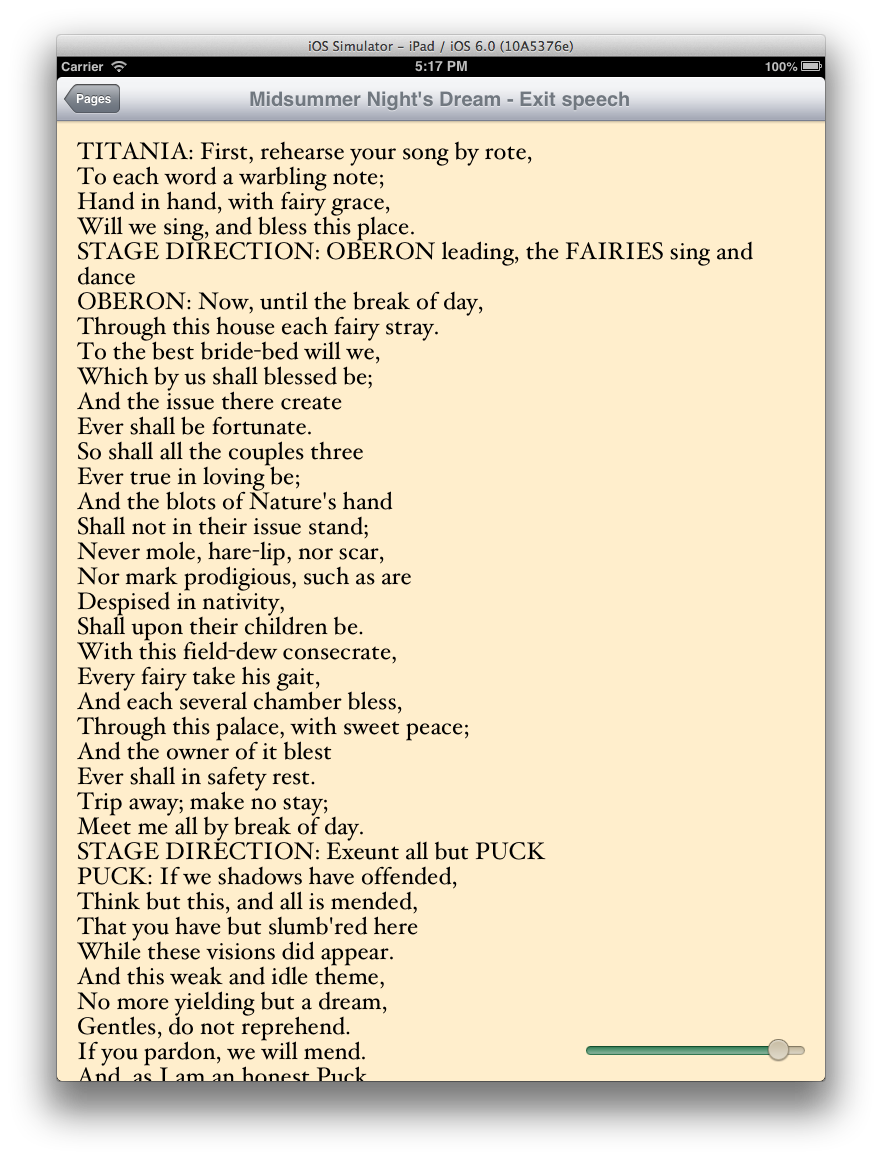 iOS Simulator – iPad / iOS 6.0 (10A5376e)
Carrier 5:17 PM 100%
Pages Midsummer Night's Dream - Exit speech
TITANIA: First, rehearse your song by rote,
To each word a warbling note;
Hand in hand, with fairy grace,
Will we sing, and bless this place.
STAGE DIRECTION: OBERON leading, the FAIRIES sing and
dance
OBERON: Now, until the break of day,
Through this house each fairy stray.
To the best bride-bed will we,
Which by us shall blessed be;
And the issue there create
Ever shall be fortunate.
So shall all the couples three
Ever true in loving be;
And the blots of Nature's hand
Shall not in their issue stand;
Never mole, hare-lip, nor scar,
Nor mark prodigious, such as are
Despised in nativity,
Shall upon their children be.
With this field-dew consecrate,
Every fairy take his gait,
And each several chamber bless,
Through this palace, with sweet peace;
And the owner of it blest
Ever shall in safety rest.
Trip away; make no stay;
Meet me all by break of day.
STAGE DIRECTION: Exeunt all but PUCK
PUCK: If we shadows have offended,
Think but this, and all is mended,
That you have but slumb'red here
While these visions did appear.
And this weak and idle theme,
No more yielding but a dream,
Gentles, do not reprehend.
If you pardon, we will mend.
And, as I am an honest Puck